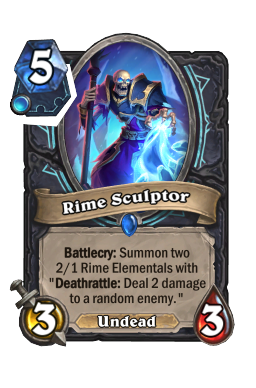 5
Rime Sculptor
Battlecry: Summon two
2/1 Rime Elementals with
"Deathrattle: Deal 2 damage
to a random enemy."
3 Undead 3